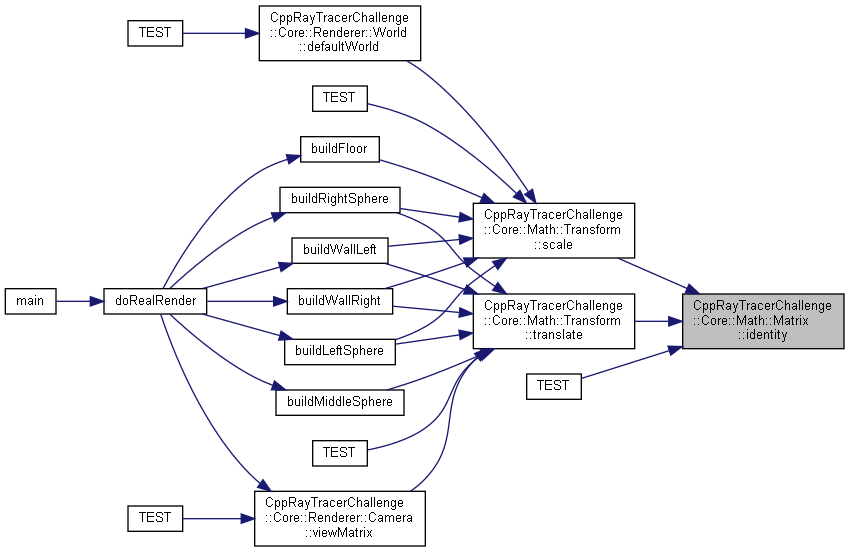 CppRayTracerChallenge
::Core::Renderer::World
::defaultWorld
TEST
TEST
buildFloor
buildRightSphere
CppRayTracerChallenge
::Core::Math::Transform
::scale
buildWallLeft
main
doRealRender
buildWallRight
CppRayTracerChallenge
::Core::Math::Transform
::translate
CppRayTracerChallenge
::Core::Math::Matrix
::identity
buildLeftSphere
TEST
buildMiddleSphere
TEST
CppRayTracerChallenge
::Core::Renderer::Camera
::viewMatrix
TEST